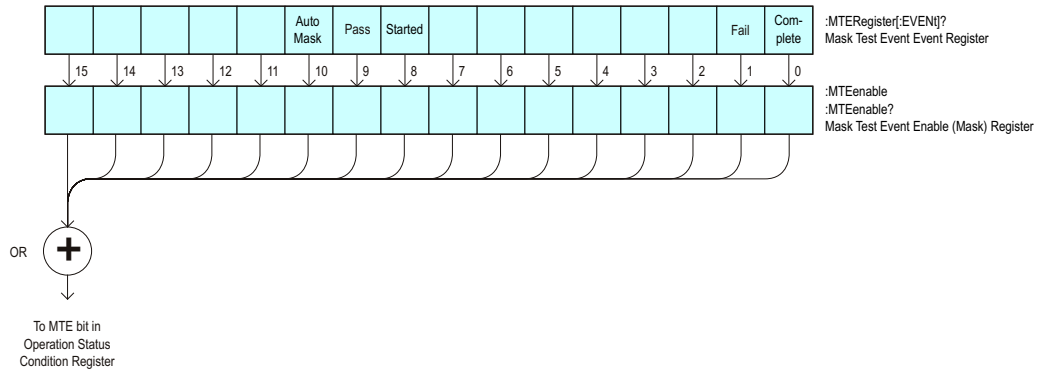 Auto Mask Pass Started Fail Com-plete :MTERegister[:EVENt]?
Mask Test Event Event Register
15 14 13 12 11 10 9 8 7 6 5 4 3 2 1 0
:MTEenable
:MTEenable?
Mask Test Event Enable (Mask) Register
OR +
To MTE bit in
Operation Status
Condition Register